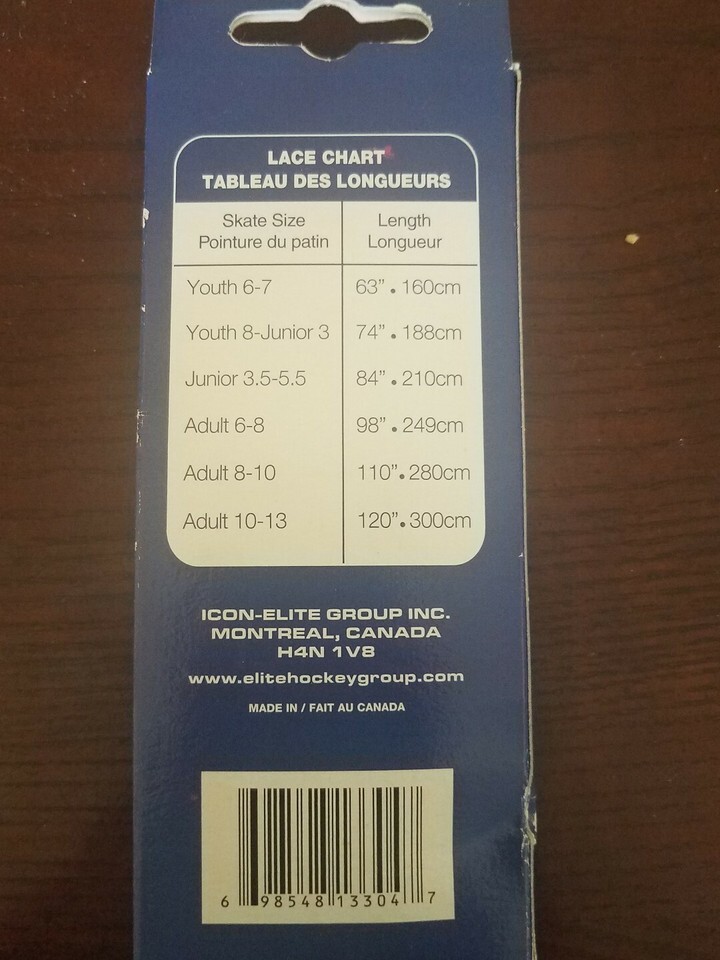 LACE CHART
TABLEAU DES LONGUEURS
Skate Size Length
Pointure du patin Longueur
Youth 6-7 63” • 160cm
Youth 8-Junior 3 74” • 188cm
Junior 3.5-5.5 84” • 210cm
Adult 6-8 98” • 249cm
Adult 8-10 110” • 280cm
Adult 10-13 120” • 300cm
ICON-ELITE GROUP INC.
MONTREAL, CANADA
H4N 1V8
www.elitehockeygroup.com
MADE IN / FAIT AU CANADA
6 98548 13304 7